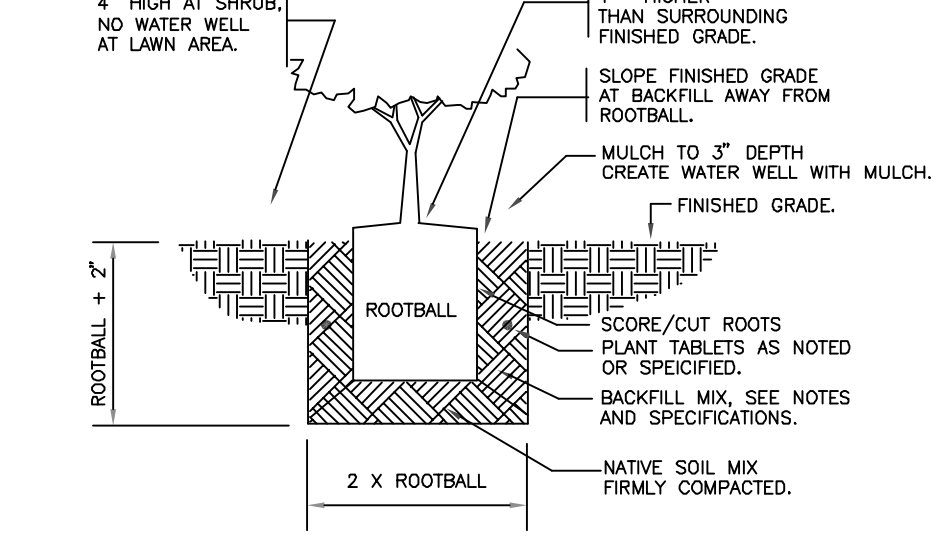 4" HIGH AT SHRUB,
NO WATER WELL
AT LAWN AREA.
THAN SURROUNDING
FINISHED GRADE.
SLOPE FINISHED GRADE
AT BACKFILL AWAY FROM
ROOTBALL.
MULCH TO 3" DEPTH
CREATE WATER WELL WITH MULCH.
FINISHED GRADE.
ROOTBALL + 2"
ROOTBALL
SCORE/CUT ROOTS
PLANT TABLETS AS NOTED
OR SPEICIFIED.
BACKFILL MIX, SEE NOTES
AND SPECIFICATIONS.
NATIVE SOIL MIX
FIRMLY COMPACTED.
2 X ROOTBALL